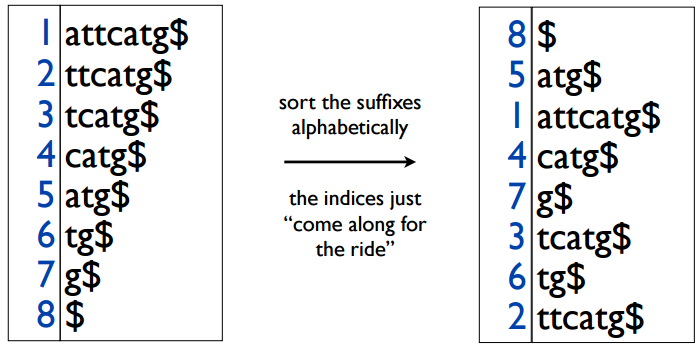 1 attcatg$
2 ttcatg$
3 tcatg$
4 catg$
5 atg$
6 tg$
7 g$
8 $
sort the suffixes
alphabetically
the indices just
“come along for
the ride”
8 $
5 atg$
1 attcatg$
4 catg$
7 g$
3 tcatg$
6 tg$
2 ttcatg$